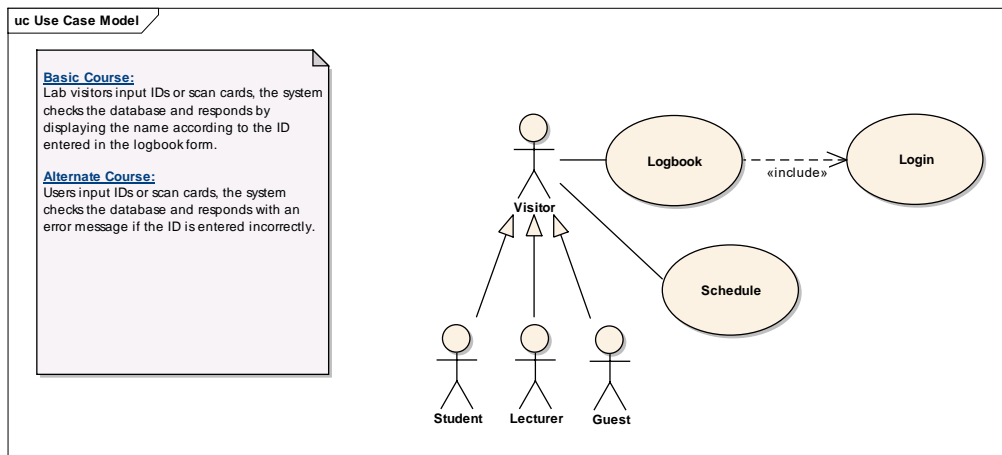 uc Use Case Model
Basic Course:
Lab visitors input IDs or scan cards, the system
checks the database and responds by
displaying the name according to the ID
entered in the logbook form.
Alternate Course:
Users input IDs or scan cards, the system
checks the database and responds with an
error message if the ID is entered incorrectly.
Logbook
«include»
Login
Visitor
Schedule
Student
Lecturer
Guest